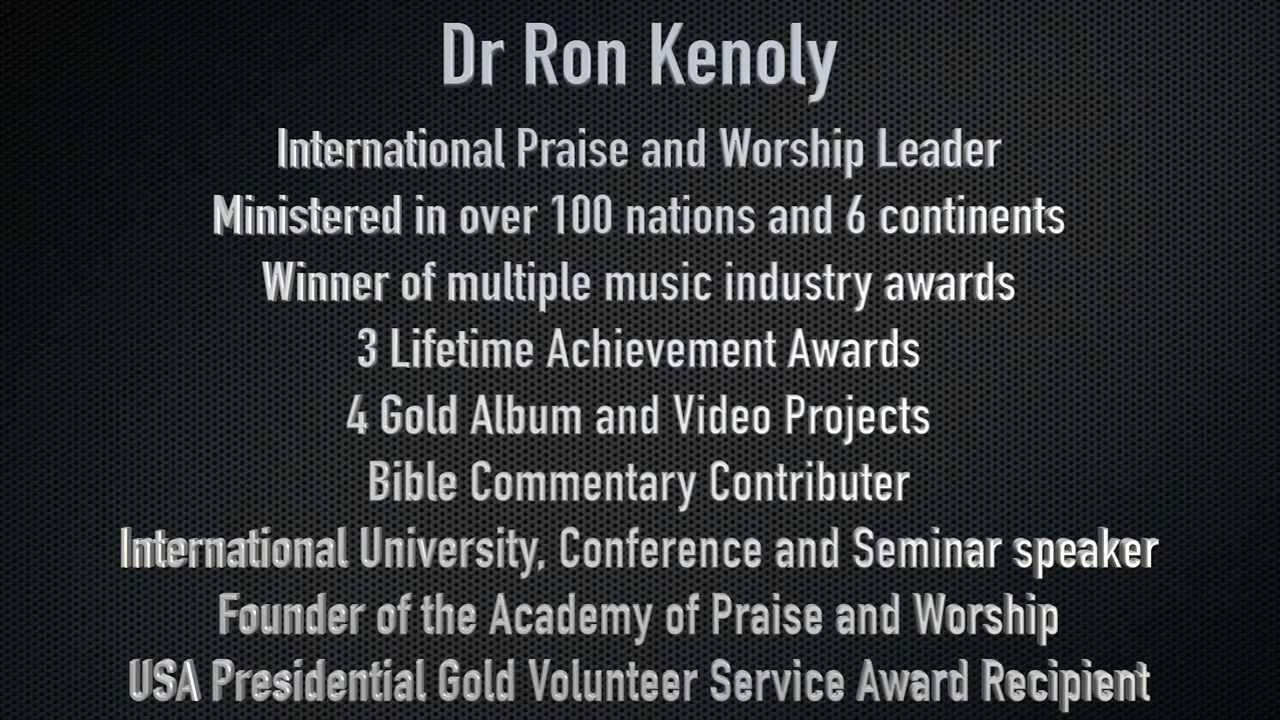 Dr Ron Kenoly
International Praise and Worship Leader
Ministered in over 100 nations and 6 continents
Winner of multiple music industry awards
3 Lifetime Achievement Awards
4 Gold Album and Video Projects
Bible Commentary Contributer
International University, Conference and Seminar speaker
Founder of the Academy of Praise and Worship
USA Presidential Gold Volunteer Service Award Recipient